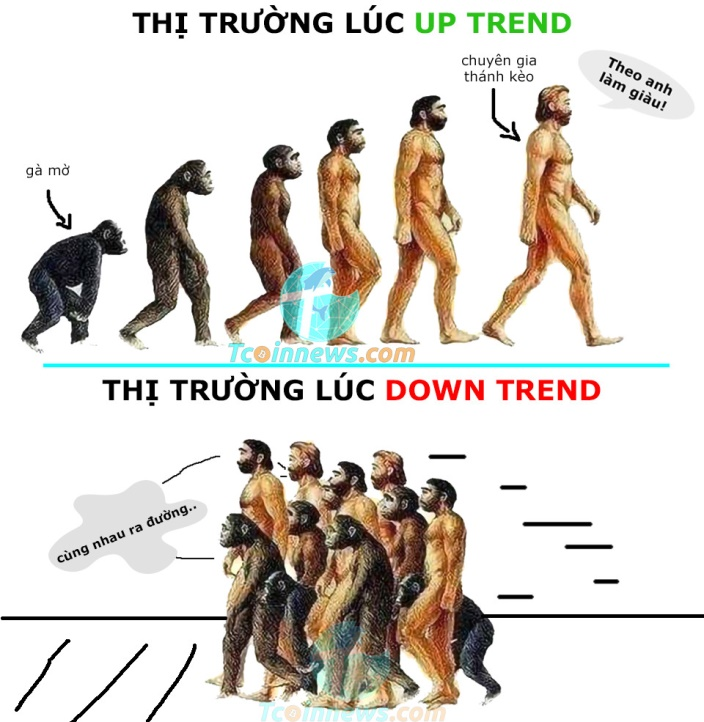 THỊ TRƯỜNG LÚC UP TREND
chuyên gia
thánh kèo
Theo anh
làm giàu!
gà mờ
Tcoinnews.com
THỊ TRƯỜNG LÚC DOWN TREND
cùng nhau ra đường..
Tcoinnews.com